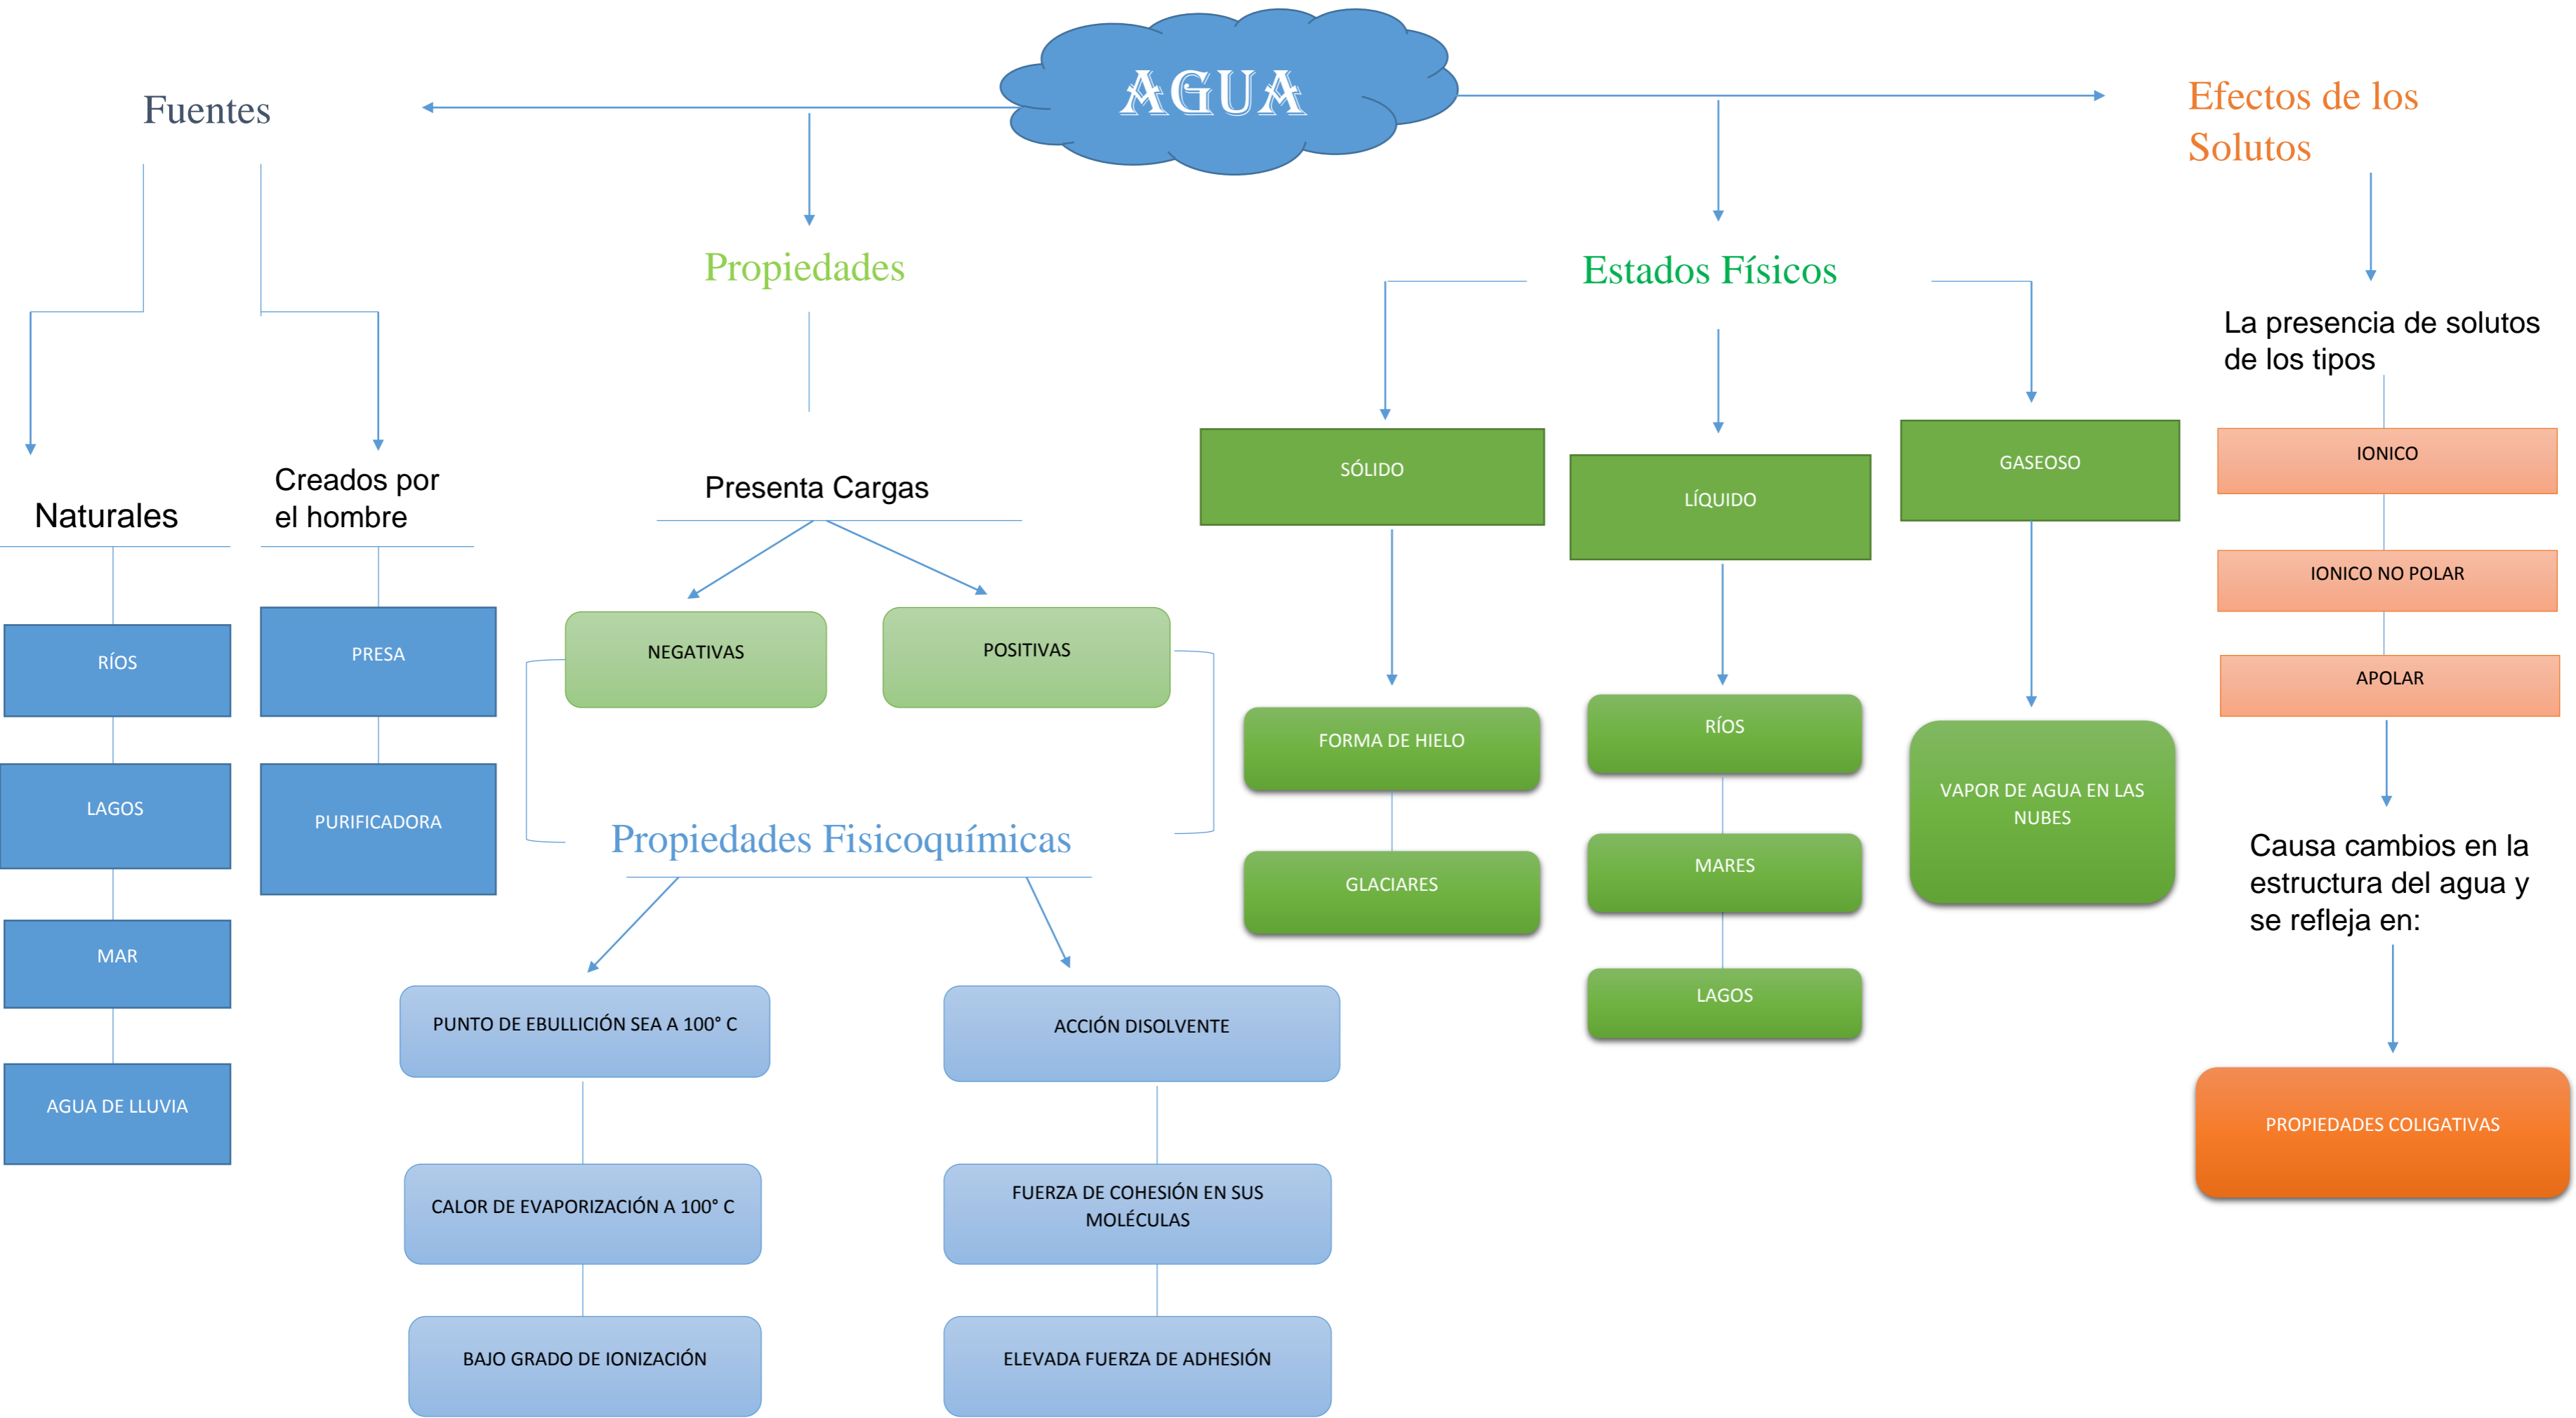 AGUA
Fuentes
Naturales
RÍOS
LAGOS
MAR
AGUA DE LLUVIA
Creados por
el hombre
PRESA
PURIFICADORA
Propiedades
Presenta Cargas
NEGATIVAS
POSITIVAS
Propiedades Fisicoquímicas
PUNTO DE EBULLICIÓN SEA A 100° C
CALOR DE EVAPORIZACIÓN A 100° C
BAJO GRADO DE IONIZACIÓN
ACCIÓN DISOLVENTE
FUERZA DE COHESIÓN EN SUS
MOLÉCULAS
ELEVADA FUERZA DE ADHESIÓN
Estados Físicos
SÓLIDO
FORMA DE HIELO
GLACIARES
LÍQUIDO
RÍOS
MARES
LAGOS
GASEOSO
VAPOR DE AGUA EN LAS
NUBES
Efectos de los
Solutos
La presencia de solutos
de los tipos
IONICO
IONICO NO POLAR
APOLAR
Causa cambios en la
estructura del agua y
se refleja en:
PROPIEDADES COLIGATIVAS